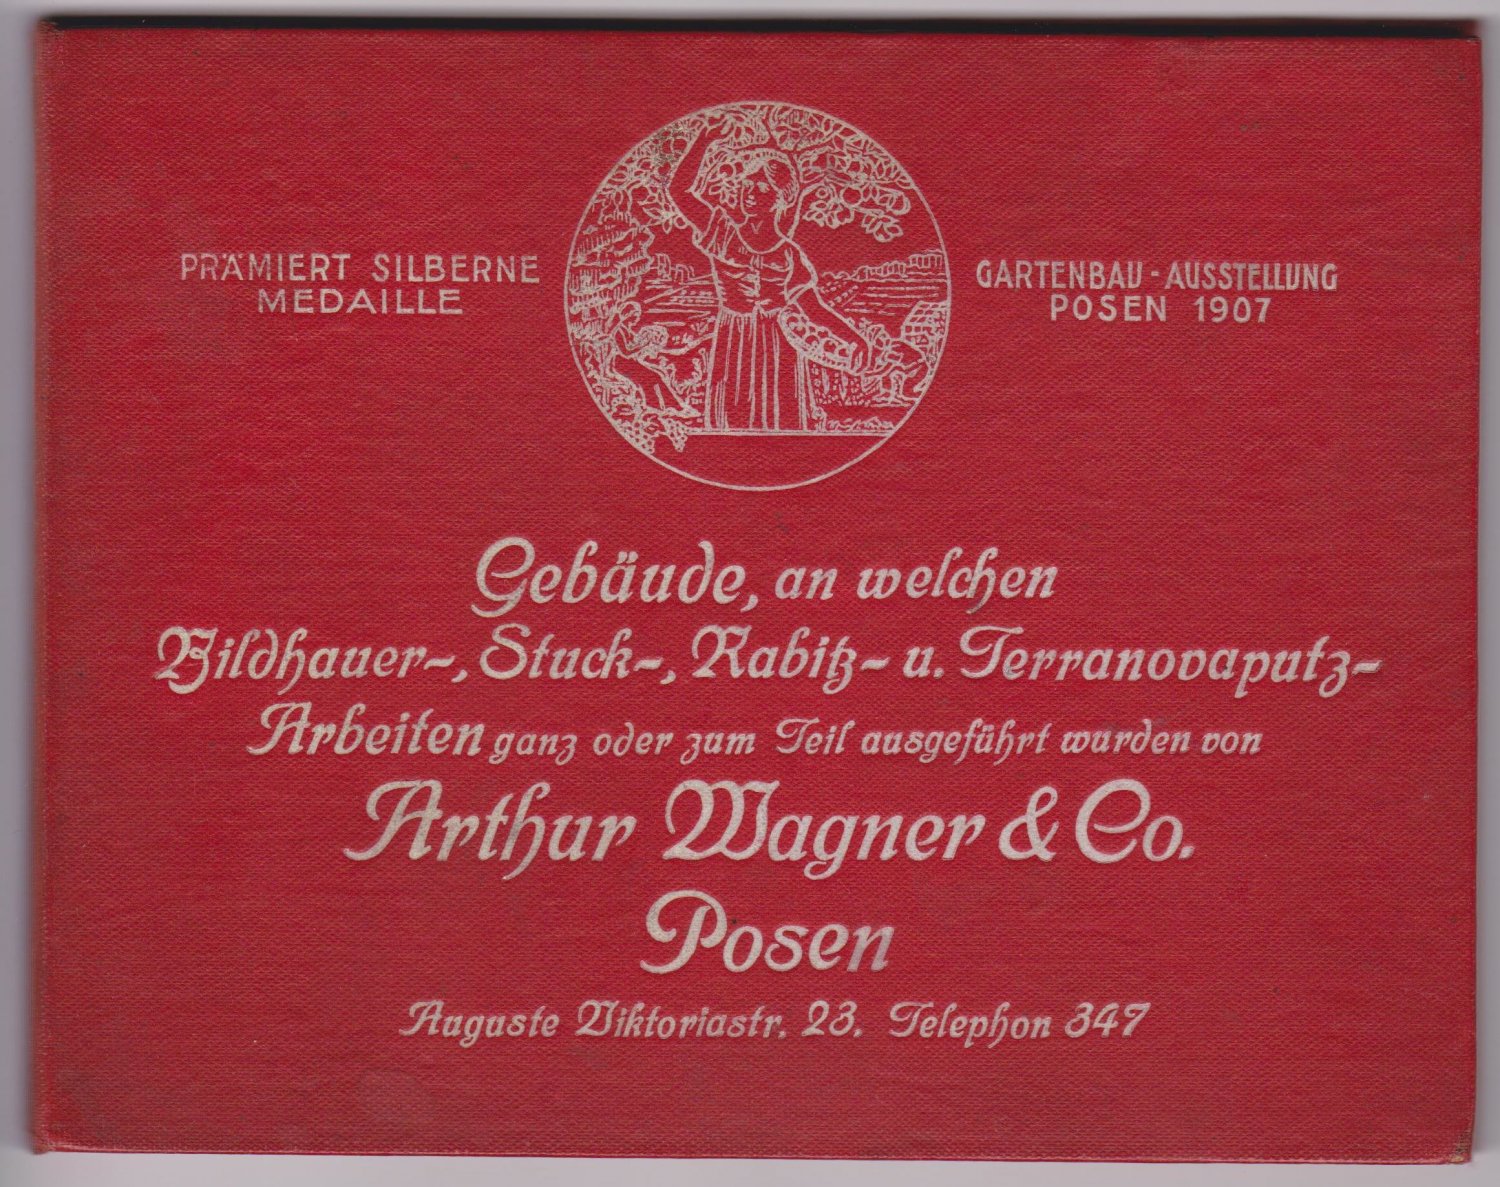 PRÄMIERT SILBERNE
MEDAILLE
GARTENBAU-AUSSTELLUNG
POSEN 1907
Gebäude, an welchen
Bildhauer-, Stuck-, Rabitz- u. Terranovaputz-
Arbeiten ganz oder zum Teil ausgeführt wurden von
Arthur Wagner & Co.
Posen
Auguste Viktoriastr. 23. Telephon 347